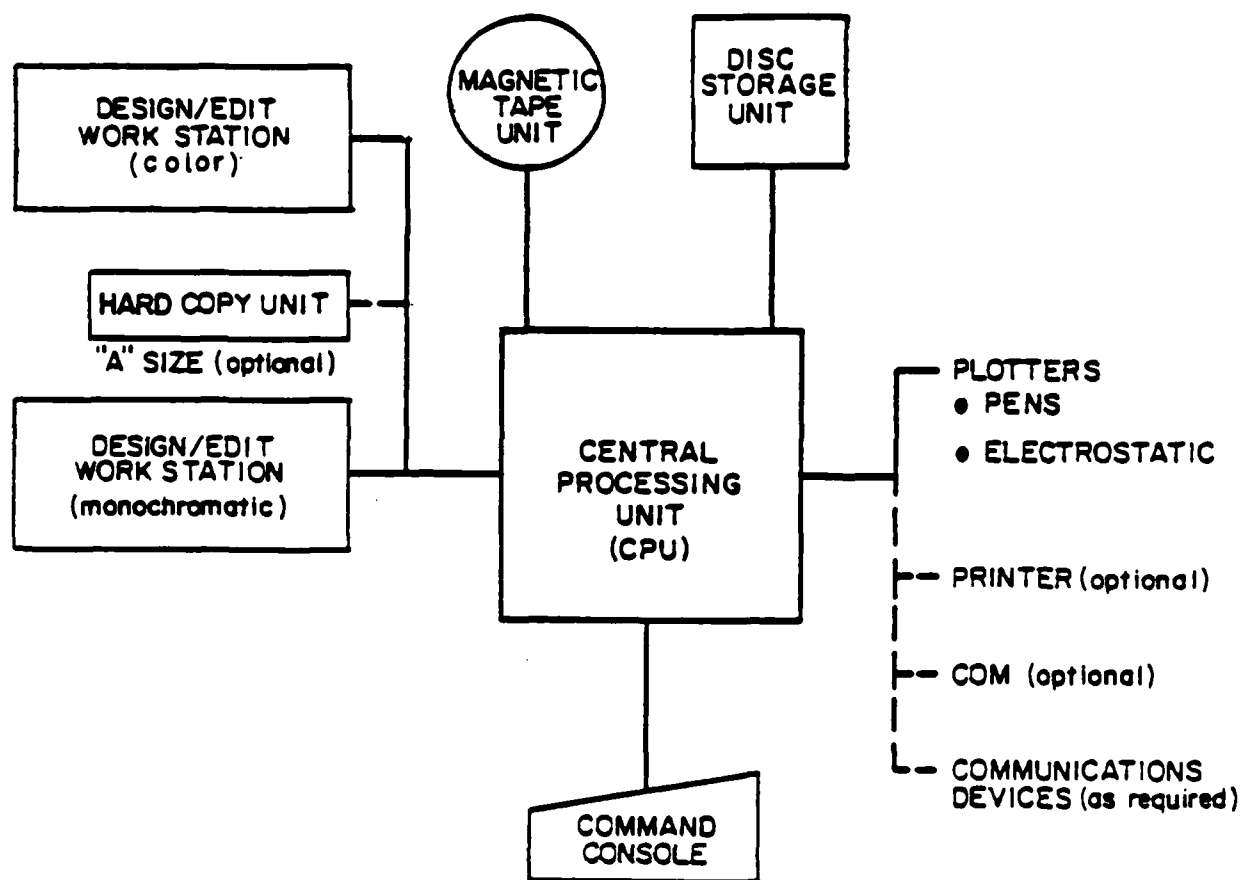 DESIGN/EDIT
WORK STATION
(color)
MAGNETIC
TAPE
UNIT
DISC
STORAGE
UNIT
HARD COPY UNIT
"A" SIZE (optional)
DESIGN/EDIT
WORK STATION
(monochromatic)
CENTRAL
PROCESSING
UNIT
(CPU)
PLOTTERS
• PENS
• ELECTROSTATIC
PRINTER (optional)
COM (optional)
COMMUNICATIONS
DEVICES (as required)
COMMAND
CONSOLE